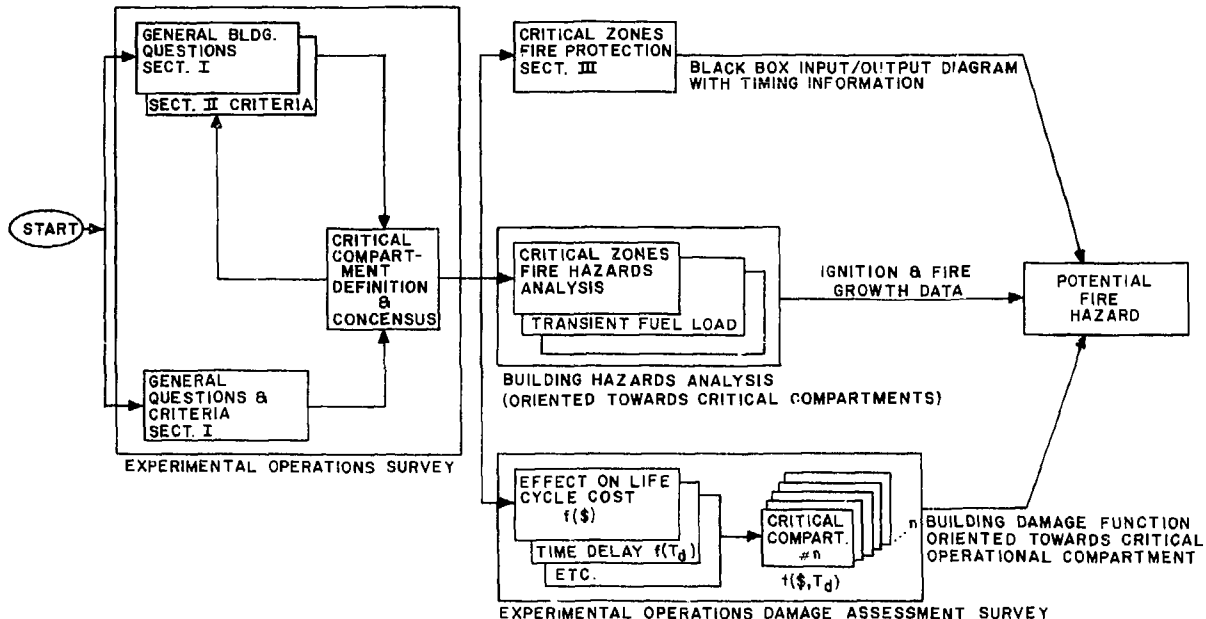 START
GENERAL BLDG.
QUESTIONS
SECT. I
SECT. II CRITERIA
CRITICAL
COMPART-
MENT
DEFINITION
&
CONCENSUS
GENERAL
QUESTIONS &
CRITERIA
SECT. I
EXPERIMENTAL OPERATIONS SURVEY
CRITICAL ZONES
FIRE PROTECTION
SECT. III
BLACK BOX INPUT/OUTPUT DIAGRAM
WITH TIMING INFORMATION
CRITICAL ZONES
FIRE HAZARDS
ANALYSIS
TRANSIENT FUEL LOAD
BUILDING HAZARDS ANALYSIS
(ORIENTED TOWARDS CRITICAL COMPARTMENTS)
IGNITION & FIRE
GROWTH DATA
POTENTIAL
FIRE
HAZARD
EFFECT ON LIFE
CYCLE COST
f($)
TIME DELAY f(Td)
ETC.
CRITICAL
COMPART.
#n
n
f($,Td)
BUILDING DAMAGE FUNCTION
ORIENTED TOWARDS CRITICAL
OPERATIONAL COMPARTMENT
EXPERIMENTAL OPERATIONS DAMAGE ASSESSMENT SURVEY